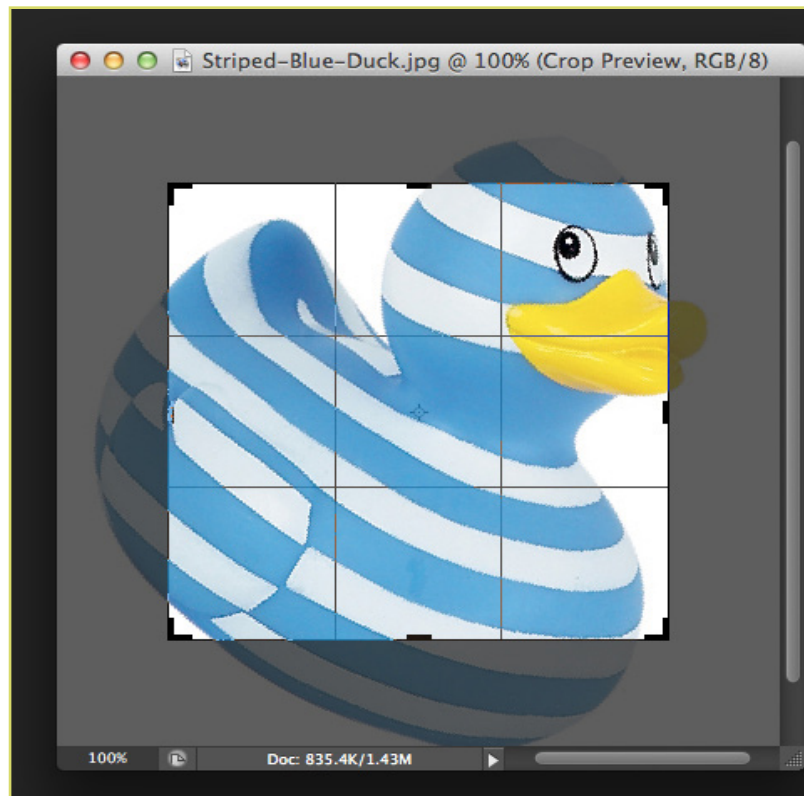 Striped-Blue-Duck.jpg @ 100% (Crop Preview, RGB/8)
100%
Doc: 835.4K/1.43M